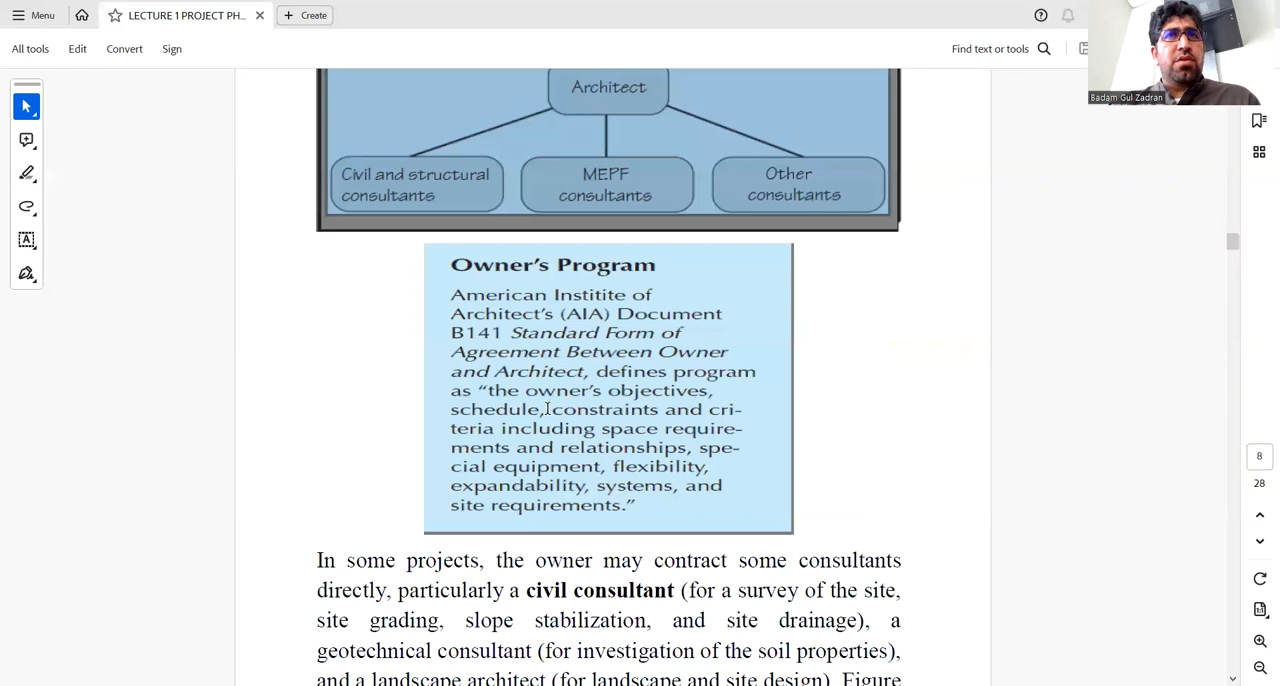 Menu
LECTURE 1 PROJECT PH...
Create
All tools
Edit
Convert
Sign
Find text or tools
Badam Gul Zadran
Architect
Civil and structural
consultants
MEPF
consultants
Other
consultants
Owner's Program
American Institite of
Architect's (AIA) Document
B141 Standard Form of
Agreement Between Owner
and Architect, defines program
as “the owner's objectives,
schedule, constraints and cri-
teria including space require-
ments and relationships, spe-
cial equipment, flexibility,
expandability, systems, and
site requirements.”
In some projects, the owner may contract some consultants
directly, particularly a civil consultant (for a survey of the site,
site grading, slope stabilization, and site drainage), a
geotechnical consultant (for investigation of the soil properties),
and a landscape architect (for landscape and site design). Figure
8
28